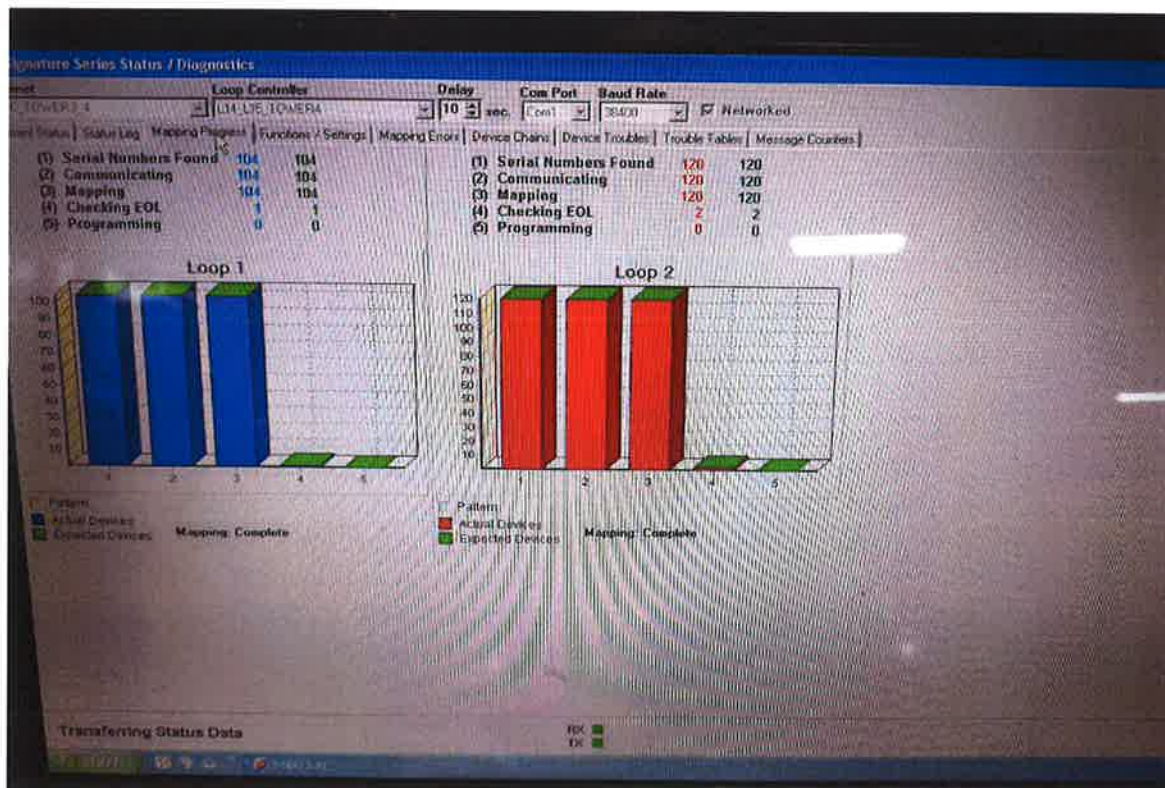 Signature Series Status / Diagnostics
Loop Controller Delay Com Port Baud Rate
L14_L15_TOWER4 10 sec. Com1 38400 Networked
Status Log Mapping Progress Functions / Settings Mapping Errors Device Chains Device Troubles Trouble Tables Message Counters
(1) Serial Numbers Found 104 104
(2) Communicating 104 104
(3) Mapping 104 104
(4) Checking EOL 1 1
(5) Programming 0 0
(1) Serial Numbers Found 120 120
(2) Communicating 120 120
(3) Mapping 120 120
(4) Checking EOL 2 2
(5) Programming 0 0
Loop 1
100
90
80
70
60
50
40
30
20
10
1 2 3 4 5
Pattern
Actual Devices
Expected Devices
Mapping: Complete
Loop 2
120
110
100
90
80
70
60
50
40
30
20
10
1 2 3 4 5
Pattern
Actual Devices
Expected Devices
Mapping: Complete
Transferring Status Data
RX
TX